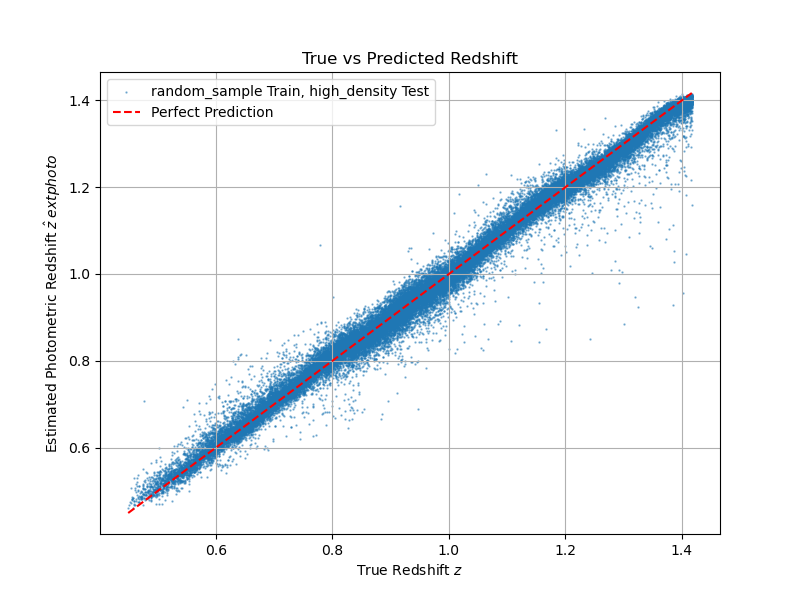 True vs Predicted Redshift
random_sample Train, high_density Test
Perfect Prediction
Estimated Photometric Redshift ẑ extphoto
1.4
1.2
1.0
0.8
0.6
0.6 0.8 1.0 1.2 1.4
True Redshift z